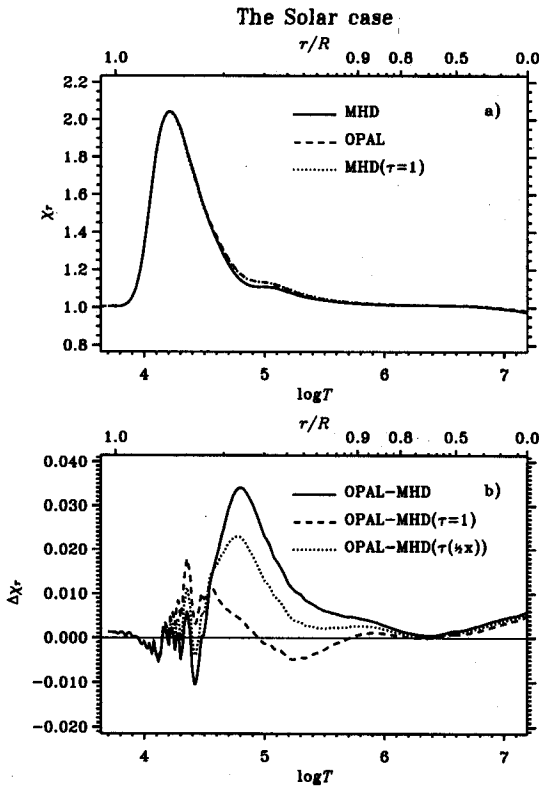 The Solar case
r/R
1.0 0.9 0.8 0.5 0.0
2.2
2.0
1.8
1.6
1.4
1.2
1.0
0.8
χr
MHD
OPAL
MHD(τ=1)
a)
4 5 6 7
logT
r/R
1.0 0.9 0.8 0.5 0.0
0.040
0.030
0.020
0.010
0.000
−0.010
−0.020
Δχr
OPAL−MHD
OPAL−MHD(τ=1)
OPAL−MHD(τ(½x))
b)
4 5 6 7
logT